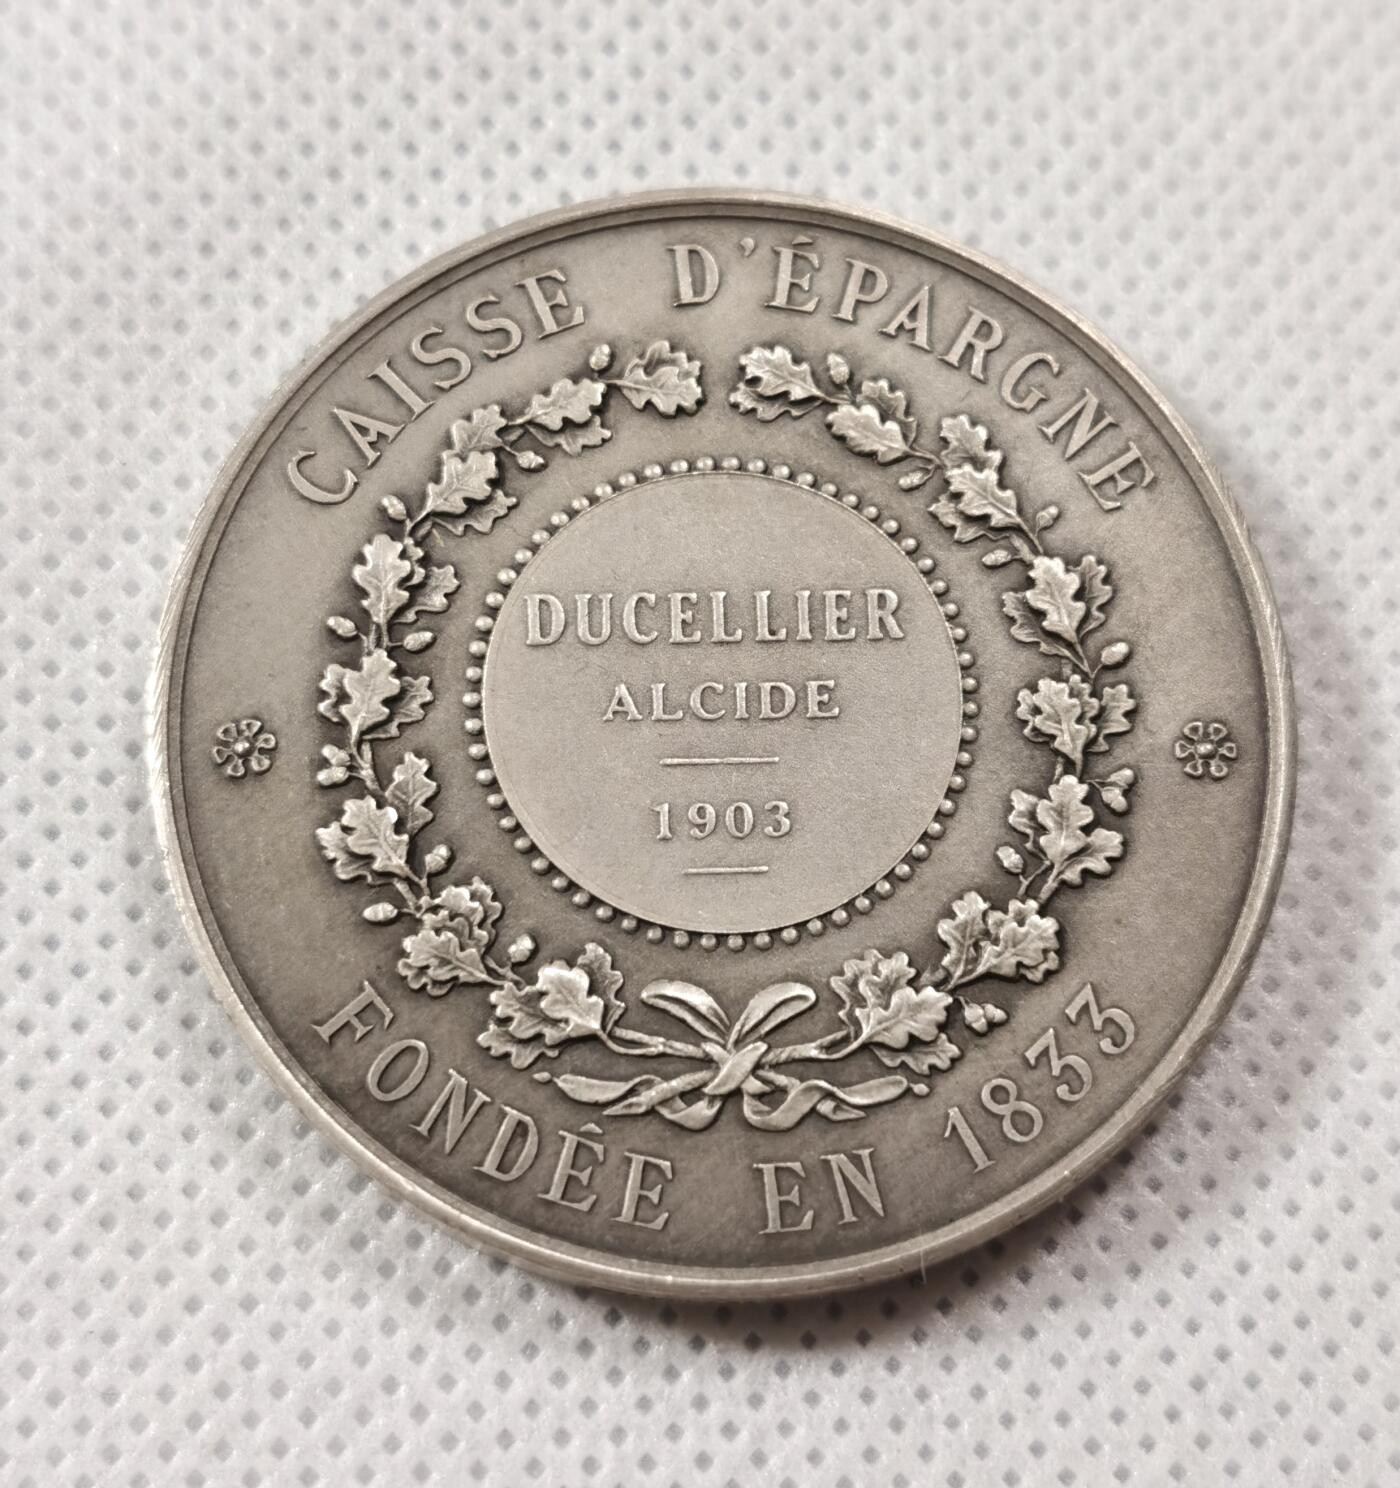 CAISSE D'ÉPARGNE
DUCELLIER
ALCIDE
1903
FONDÉE EN 1833